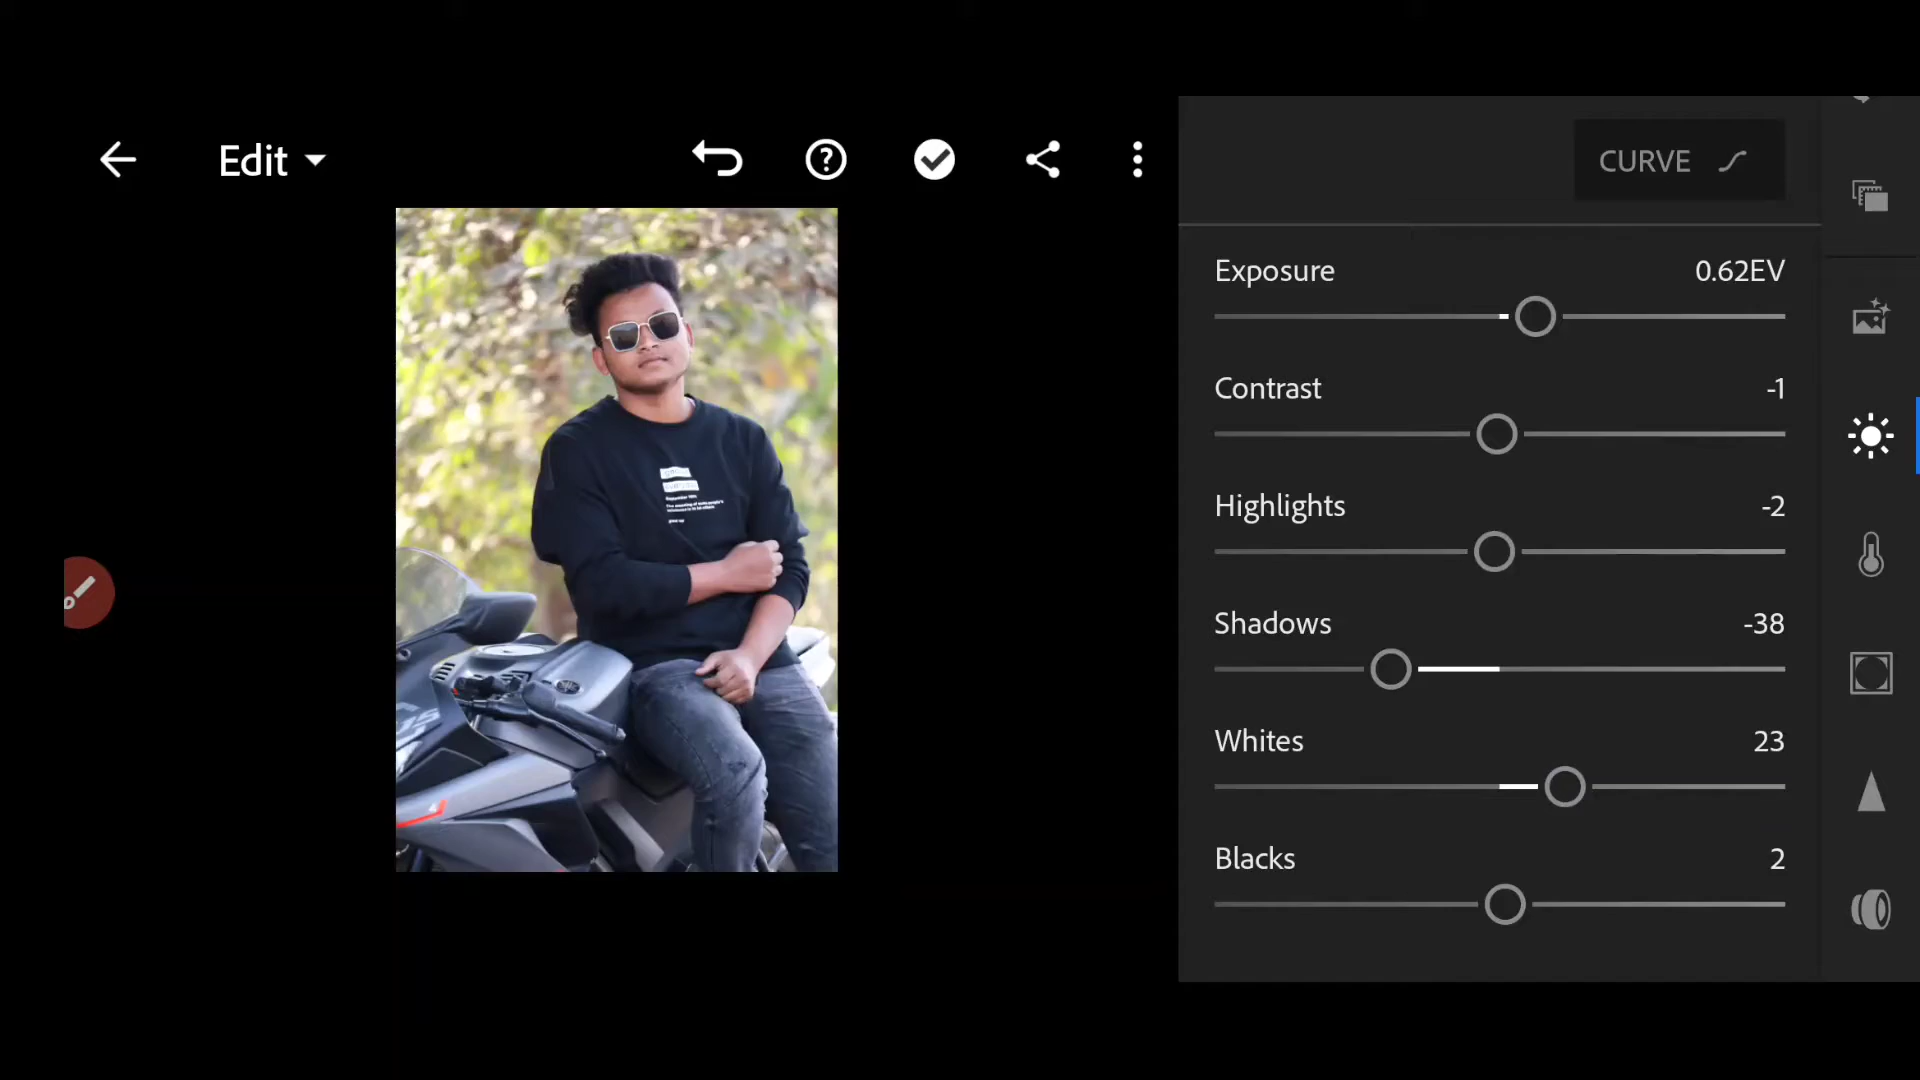 Edit
CURVE
Exposure 0.62EV
Contrast -1
Highlights -2
Shadows -38
Whites 23
Blacks 2